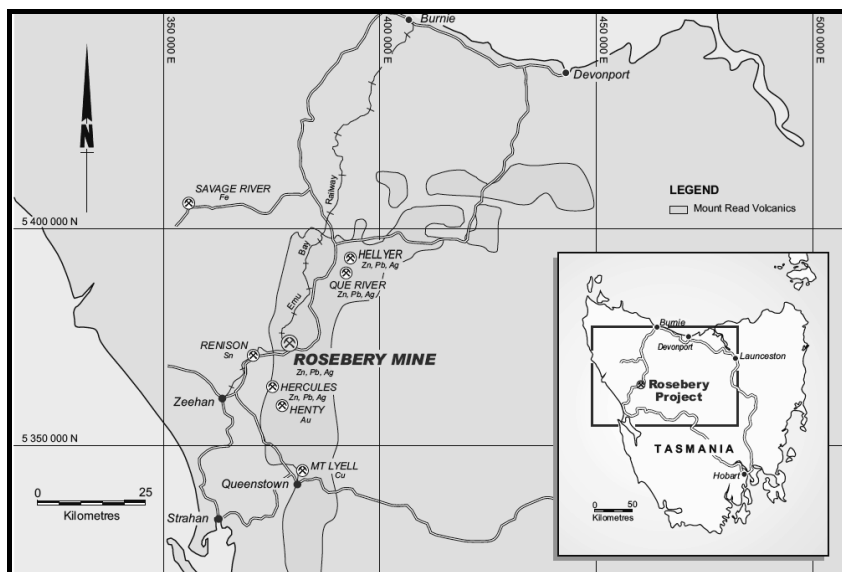 350 000 E
400 000 E
450 000 E
500 000 E
Burnie
Devonport
N
SAVAGE RIVER
Fe
Railway
LEGEND
Mount Read Volcanics
5 400 000 N
Bay
HELLYER
Zn, Pb, Ag
QUE RIVER
Zn, Pb, Ag
Emu
RENISON
Sn
ROSEBERY MINE
Zn, Pb, Ag
HERCULES
Zn, Pb, Ag
Zeehan
HENTY
Au
5 350 000 N
MT LYELL
Cu
Queenstown
0 25
Kilometres
Strahan
Burnie
Devonport
Launceston
Rosebery
Project
TASMANIA
Hobart
0 50
Kilometres